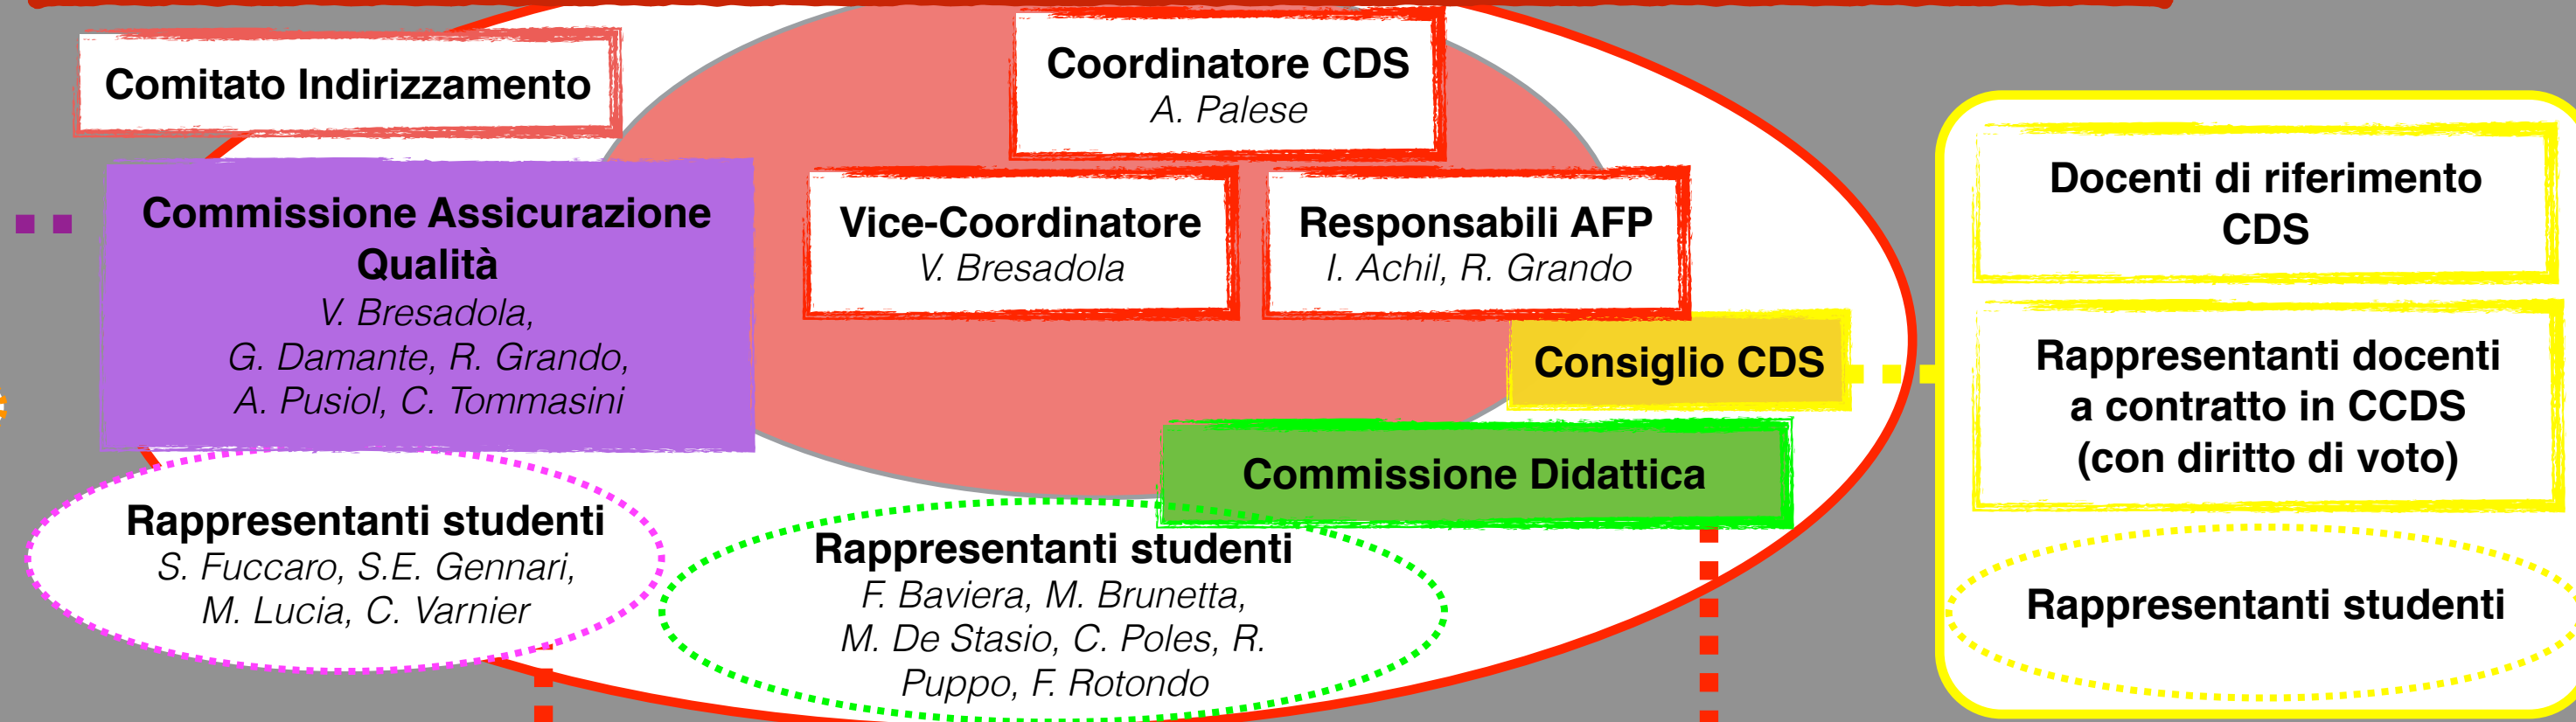 Comitato Indirizzamento
Coordinatore CDS
A. Palese
Commissione Assicurazione
Qualità
V. Bresadola,
G. Damante, R. Grando,
A. Pusiol, C. Tommasini
Vice-Coordinatore
V. Bresadola
Responsabili AFP
I. Achil, R. Grando
Consiglio CDS
Commissione Didattica
Rappresentanti studenti
S. Fuccaro, S.E. Gennari,
M. Lucia, C. Varnier
Rappresentanti studenti
F. Baviera, M. Brunetta,
M. De Stasio, C. Poles, R.
Puppo, F. Rotondo
Docenti di riferimento
CDS
Rappresentanti docenti
a contratto in CCDS
(con diritto di voto)
Rappresentanti studenti